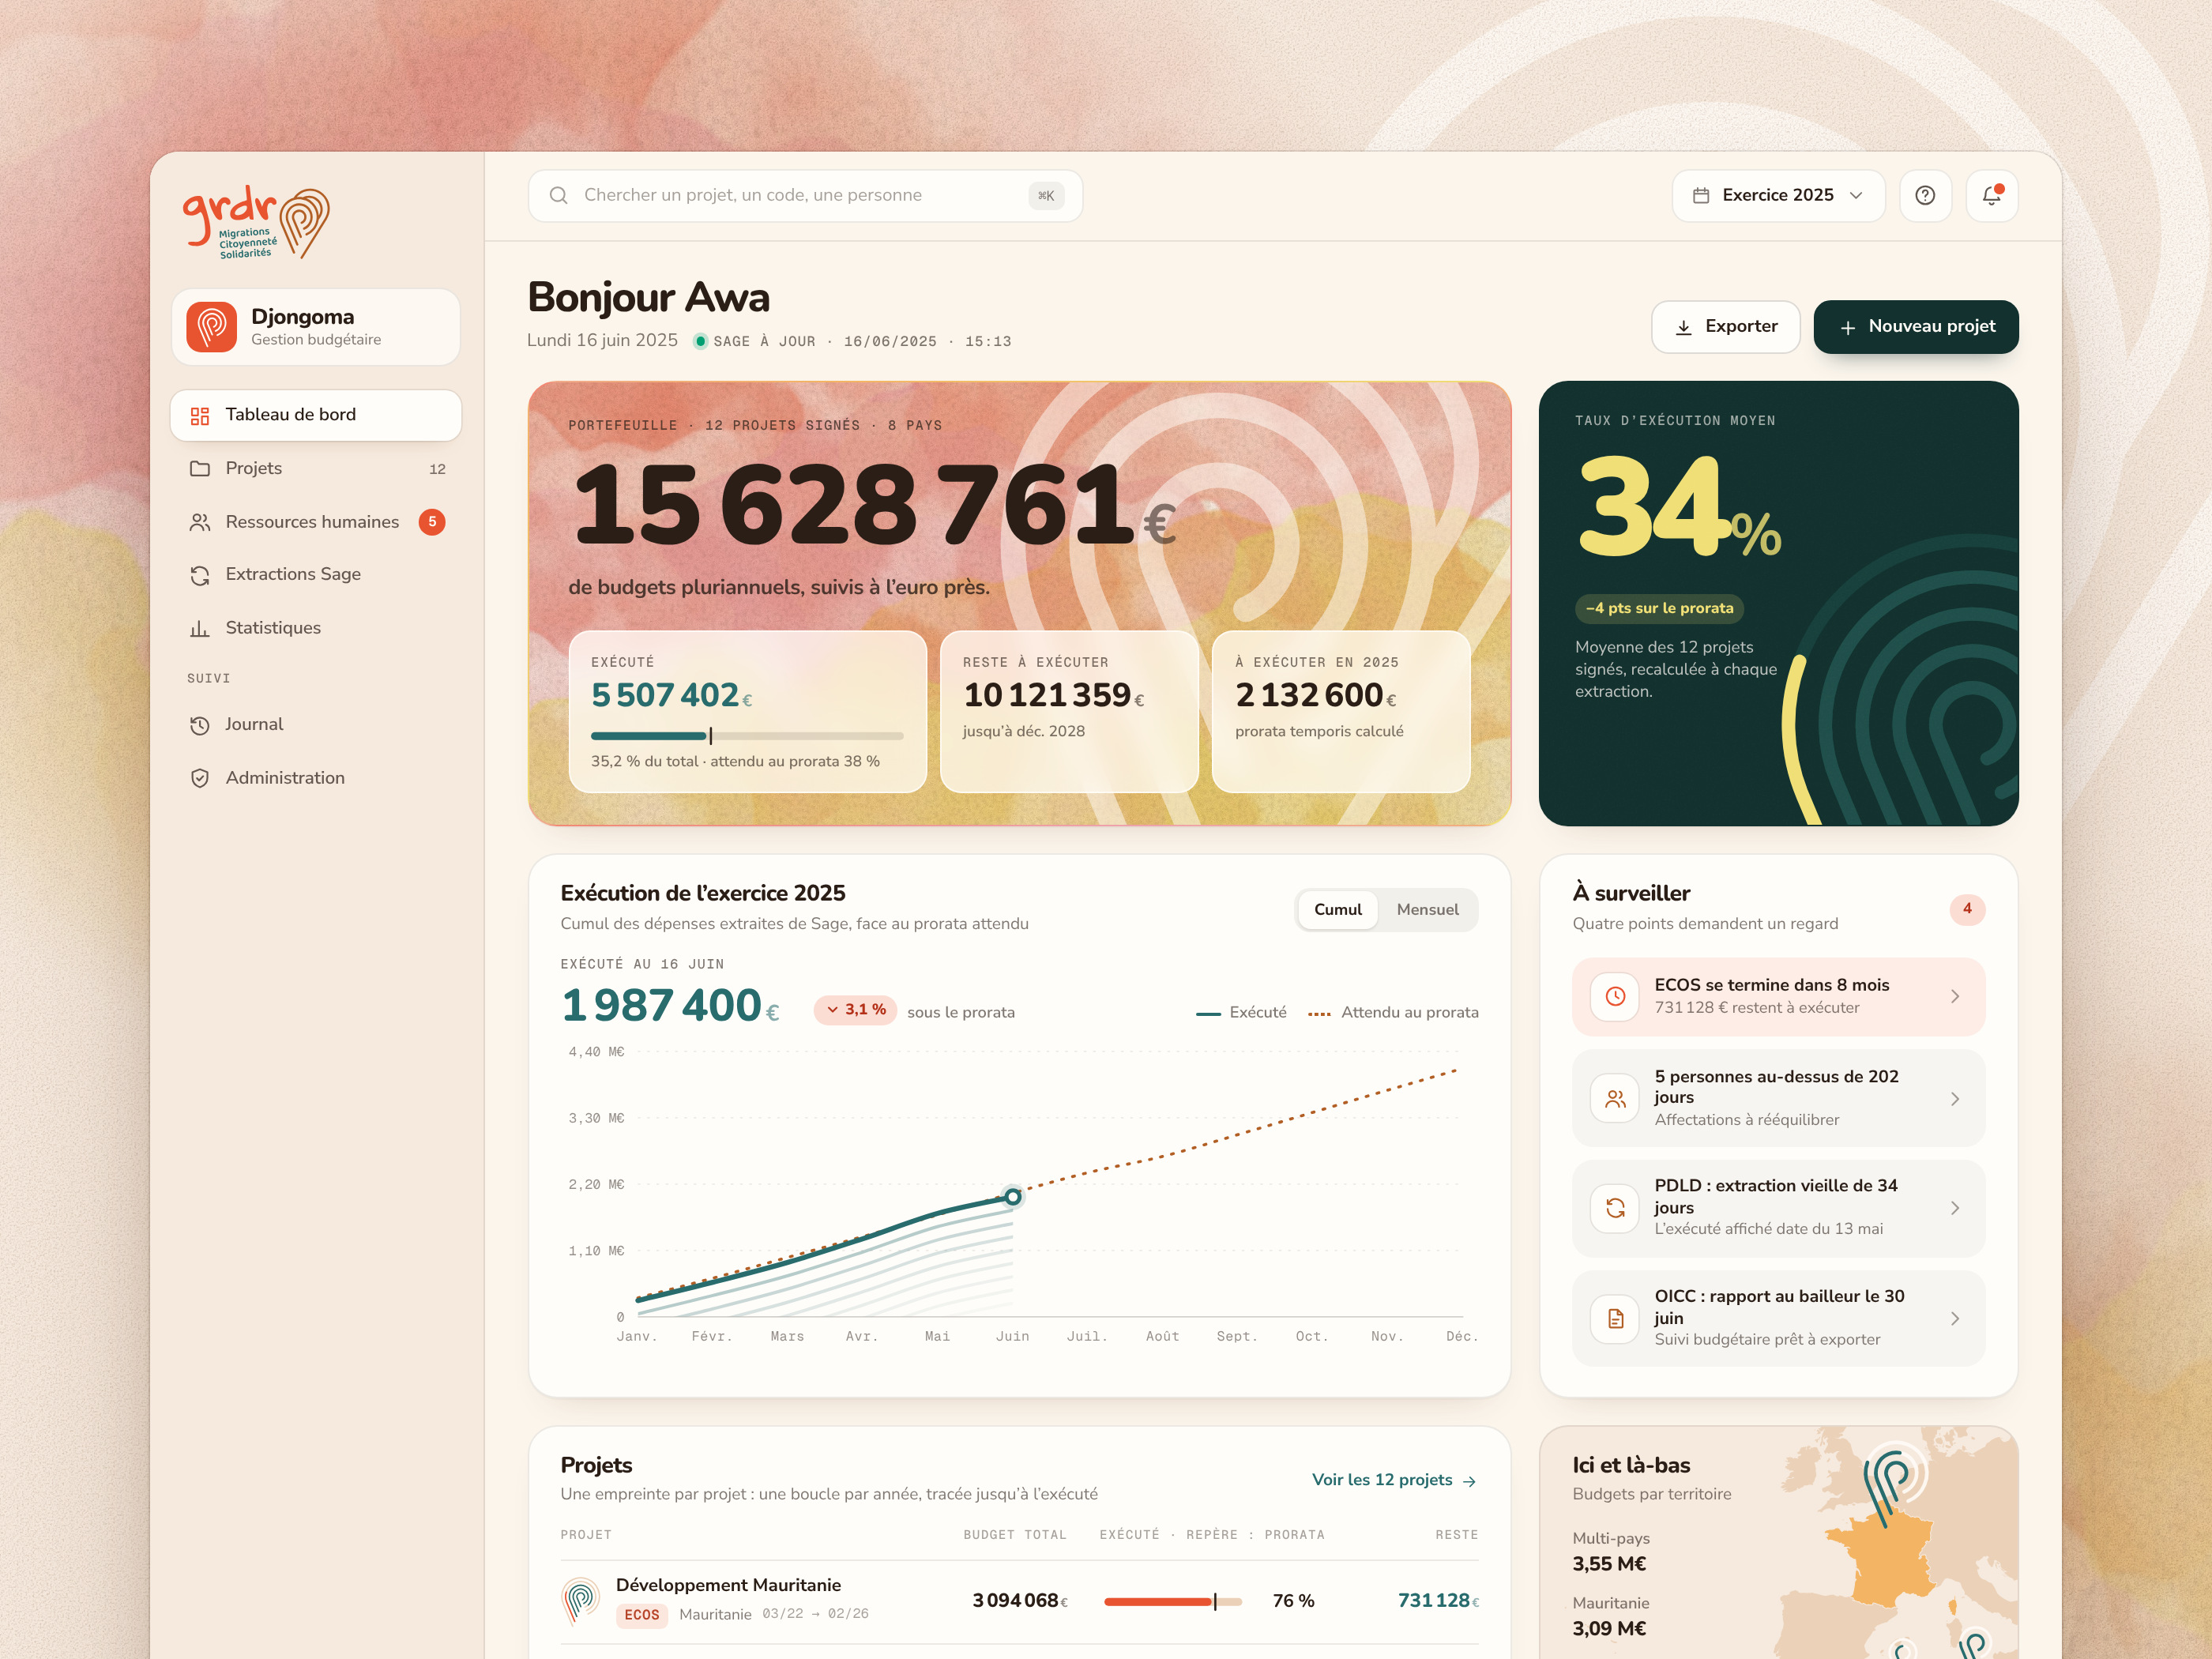 grdr
Migrations
Citoyenneté
Solidarités
Djongoma
Gestion budgétaire
Tableau de bord
Projets 12
Ressources humaines 5
Extractions Sage
Statistiques
SUIVI
Journal
Administration
Chercher un projet, un code, une personne ⌘K
Exercice 2025
Bonjour Awa
Lundi 16 juin 2025 SAGE À JOUR · 16/06/2025 · 15:13
Exporter
Nouveau projet
PORTEFEUILLE · 12 PROJETS SIGNÉS · 8 PAYS
15 628 761 €
de budgets pluriannuels, suivis à l’euro près.
EXÉCUTÉ
5 507 402 €
35,2 % du total · attendu au prorata 38 %
RESTE À EXÉCUTER
10 121 359 €
jusqu’à déc. 2028
À EXÉCUTER EN 2025
2 132 600 €
prorata temporis calculé
TAUX D’EXÉCUTION MOYEN
34%
−4 pts sur le prorata
Moyenne des 12 projets
signés, recalculée à chaque
extraction.
Exécution de l’exercice 2025
Cumul des dépenses extraites de Sage, face au prorata attendu
Cumul Mensuel
EXÉCUTÉ AU 16 JUIN
1 987 400 €
3,1 % sous le prorata
Exécuté Attendu au prorata
4,40 M€
3,30 M€
2,20 M€
1,10 M€
0
Janv. Févr. Mars Avr. Mai Juin Juil. Août Sept. Oct. Nov. Déc.
À surveiller
Quatre points demandent un regard
4
ECOS se termine dans 8 mois
731 128 € restent à exécuter
5 personnes au-dessus de 202
jours
Affectations à rééquilibrer
PDLD : extraction vieille de 34
jours
L’exécuté affiché date du 13 mai
OICC : rapport au bailleur le 30
juin
Suivi budgétaire prêt à exporter
Projets
Une empreinte par projet : une boucle par année, tracée jusqu’à l’exécuté
Voir les 12 projets →
PROJET BUDGET TOTAL EXÉCUTÉ · REPÈRE : PRORATA RESTE
Développement Mauritanie
ECOS Mauritanie 03/22 → 02/26
3 094 068 € 76 % 731 128 €
Ici et là-bas
Budgets par territoire
Multi-pays
3,55 M€
Mauritanie
3,09 M€